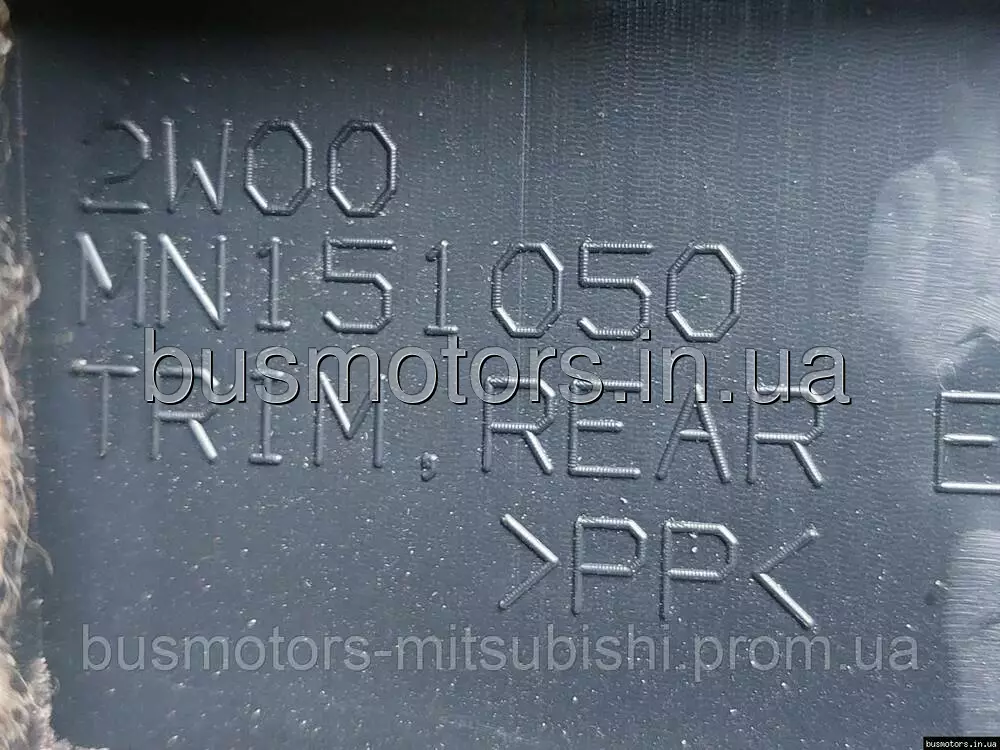 2W00
MN151050
busmotors.in.ua
TRIM, REAR E
>PP<
busmotors-mitsubishi.prom.ua
busmotors.in.ua